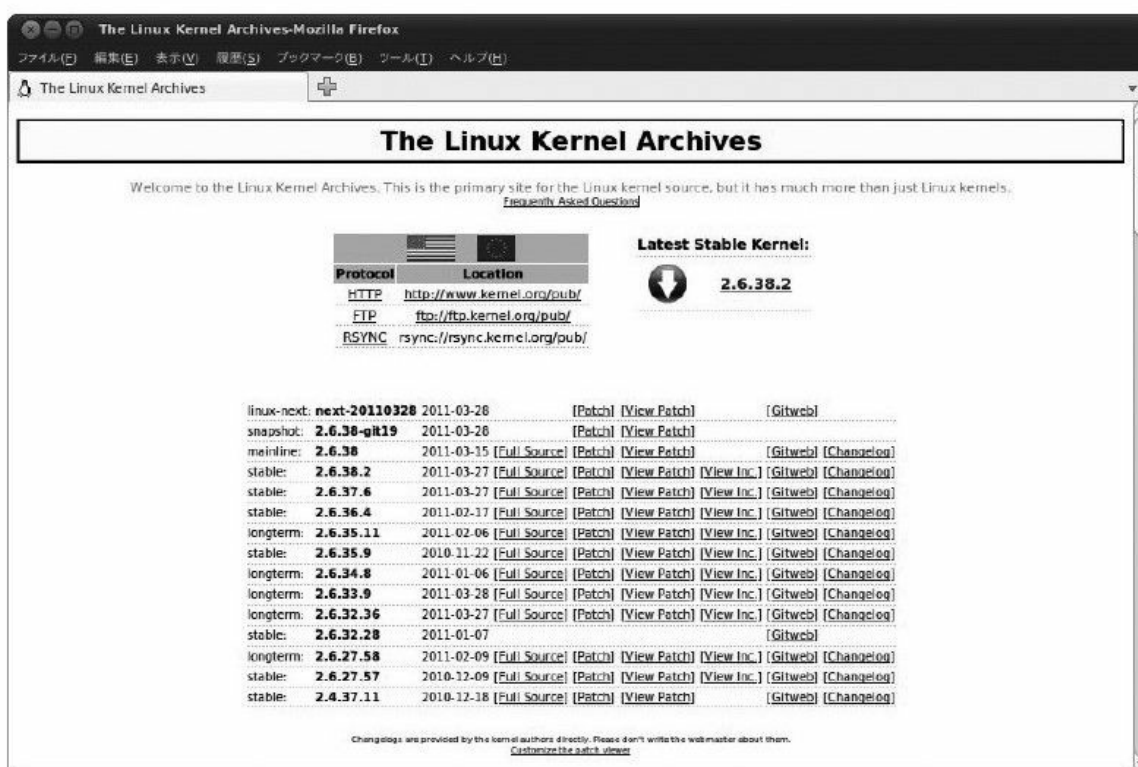 The Linux Kernel Archives-Mozilla Firefox
ファイル(F) 編集(E) 表示(V) 履歴(S) ブックマーク(B) ツール(T) ヘルプ(H)
The Linux Kernel Archives
The Linux Kernel Archives
Welcome to the Linux Kernel Archives. This is the primary site for the Linux kernel source, but it has much more than just Linux kernels.
Frequently Asked Questions
Protocol Location
HTTP http://www.kernel.org/pub/
FTP ftp://ftp.kernel.org/pub/
RSYNC rsync://rsync.kernel.org/pub/
Latest Stable Kernel:
2.6.38.2
linux-next: next-20110328 2011-03-28 [Patch] [View Patch] [Gitweb]
snapshot: 2.6.38-git19 2011-03-28 [Patch] [View Patch]
mainline: 2.6.38 2011-03-15 [Full Source] [Patch] [View Patch] [Gitweb] [Changelog]
stable: 2.6.38.2 2011-03-27 [Full Source] [Patch] [View Patch] [View Inc.] [Gitweb] [Changelog]
stable: 2.6.37.6 2011-03-27 [Full Source] [Patch] [View Patch] [View Inc.] [Gitweb] [Changelog]
stable: 2.6.36.4 2011-02-17 [Full Source] [Patch] [View Patch] [View Inc.] [Gitweb] [Changelog]
longterm: 2.6.35.11 2011-02-06 [Full Source] [Patch] [View Patch] [View Inc.] [Gitweb] [Changelog]
stable: 2.6.35.9 2010-11-22 [Full Source] [Patch] [View Patch] [View Inc.] [Gitweb] [Changelog]
longterm: 2.6.34.8 2011-01-06 [Full Source] [Patch] [View Patch] [View Inc.] [Gitweb] [Changelog]
longterm: 2.6.33.9 2011-03-28 [Full Source] [Patch] [View Patch] [View Inc.] [Gitweb] [Changelog]
longterm: 2.6.32.36 2011-03-27 [Full Source] [Patch] [View Patch] [View Inc.] [Gitweb] [Changelog]
stable: 2.6.32.28 2011-01-07 [Gitweb]
longterm: 2.6.27.58 2011-02-09 [Full Source] [Patch] [View Patch] [View Inc.] [Gitweb] [Changelog]
stable: 2.6.27.57 2010-12-09 [Full Source] [Patch] [View Patch] [View Inc.] [Gitweb] [Changelog]
stable: 2.4.37.11 2010-12-18 [Full Source] [Patch] [View Patch] [Gitweb] [Changelog]
Changelogs are provided by the kernel authors directly. Please don't write the webmaster about them.
Customize the patch viewer